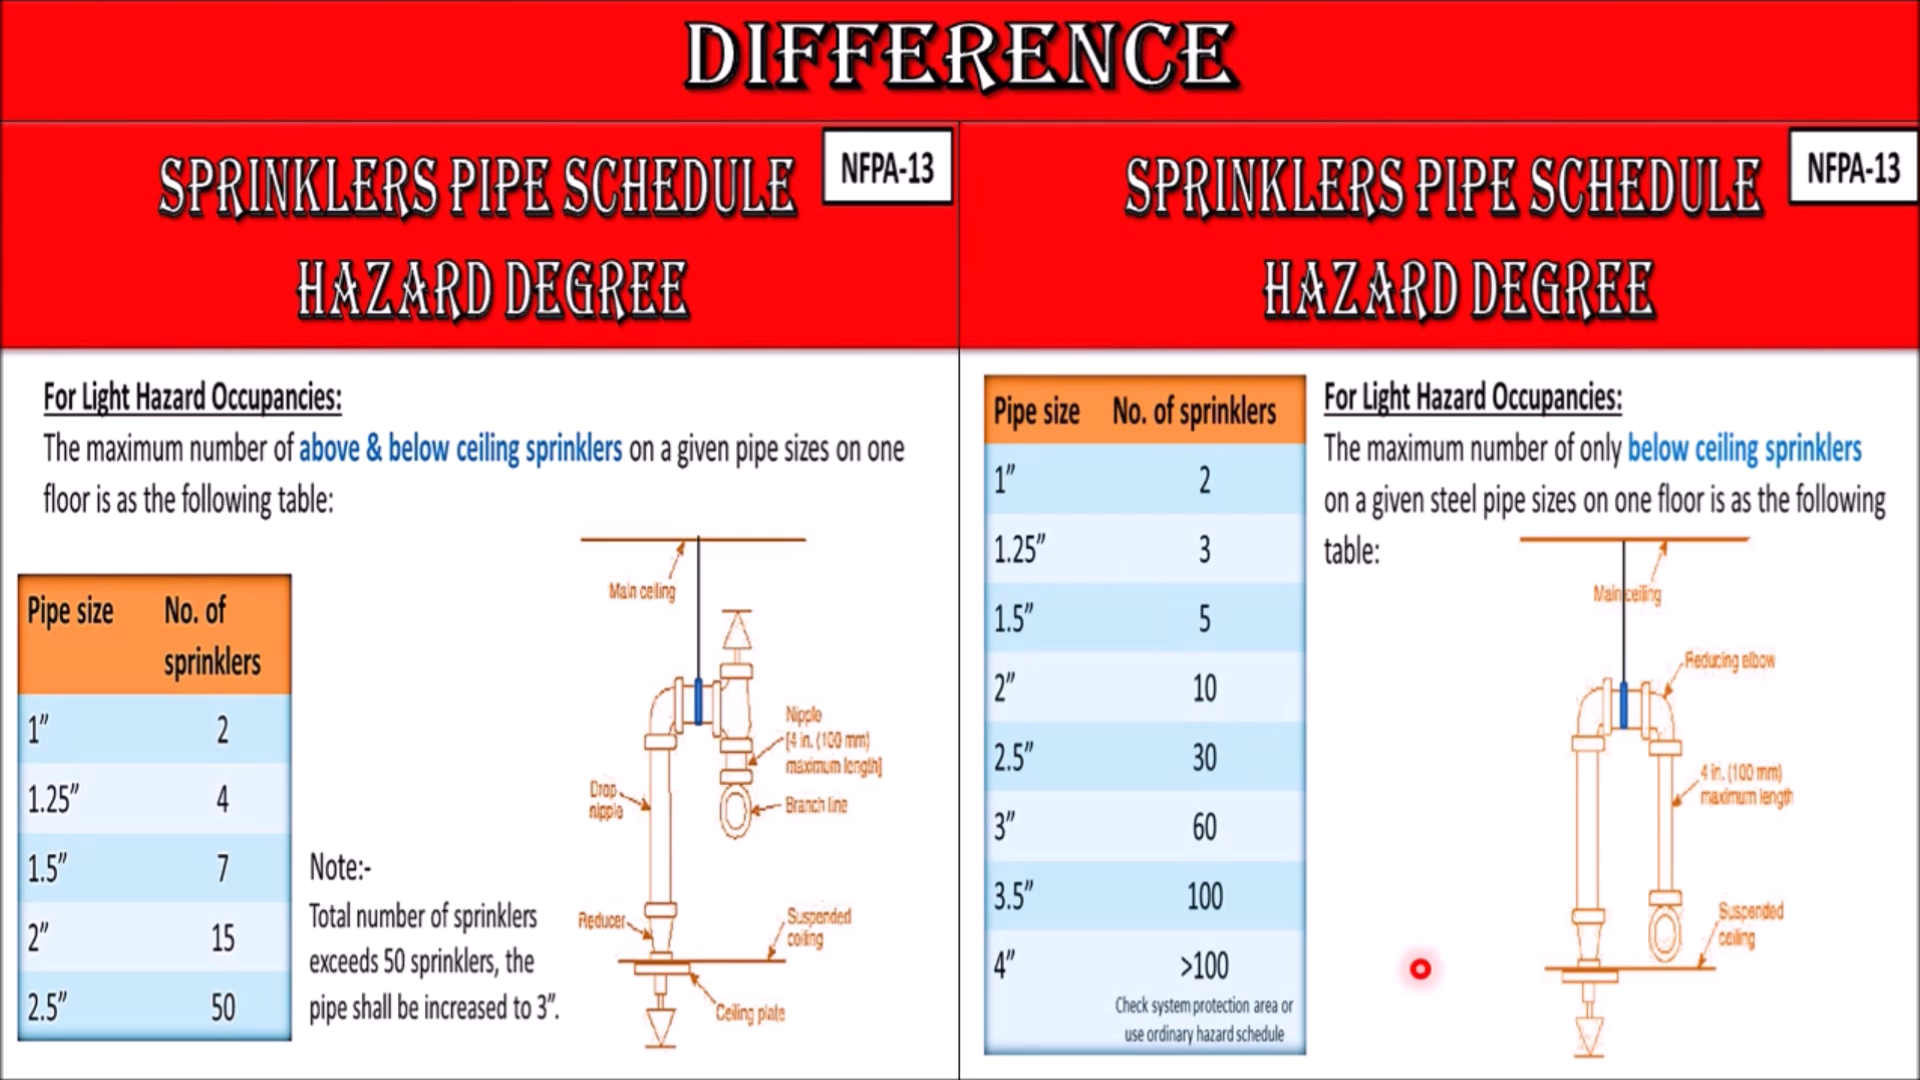 DIFFERENCE
SPRINKLERS PIPE SCHEDULE
HAZARD DEGREE
NFPA-13
For Light Hazard Occupancies:
The maximum number of above & below ceiling sprinklers on a given pipe sizes on one
floor is as the following table:
Pipe size No. of
sprinklers
1" 2
1.25" 4
1.5" 7
2" 15
2.5" 50
Note:-
Total number of sprinklers
exceeds 50 sprinklers, the
pipe shall be increased to 3".
Main ceiling
Nipple
[4 in. (100 mm)
maximum length]
Drop
nipple
Branch line
Reducer
Suspended
ceiling
Ceiling plate
SPRINKLERS PIPE SCHEDULE
HAZARD DEGREE
NFPA-13
Pipe size No. of sprinklers
1" 2
1.25" 3
1.5" 5
2" 10
2.5" 30
3" 60
3.5" 100
4" >100
Check system protection area or
use ordinary hazard schedule
For Light Hazard Occupancies:
The maximum number of only below ceiling sprinklers
on a given steel pipe sizes on one floor is as the following
table:
Main ceiling
Reducing elbow
4 in. (100 mm)
maximum length
Suspended
ceiling